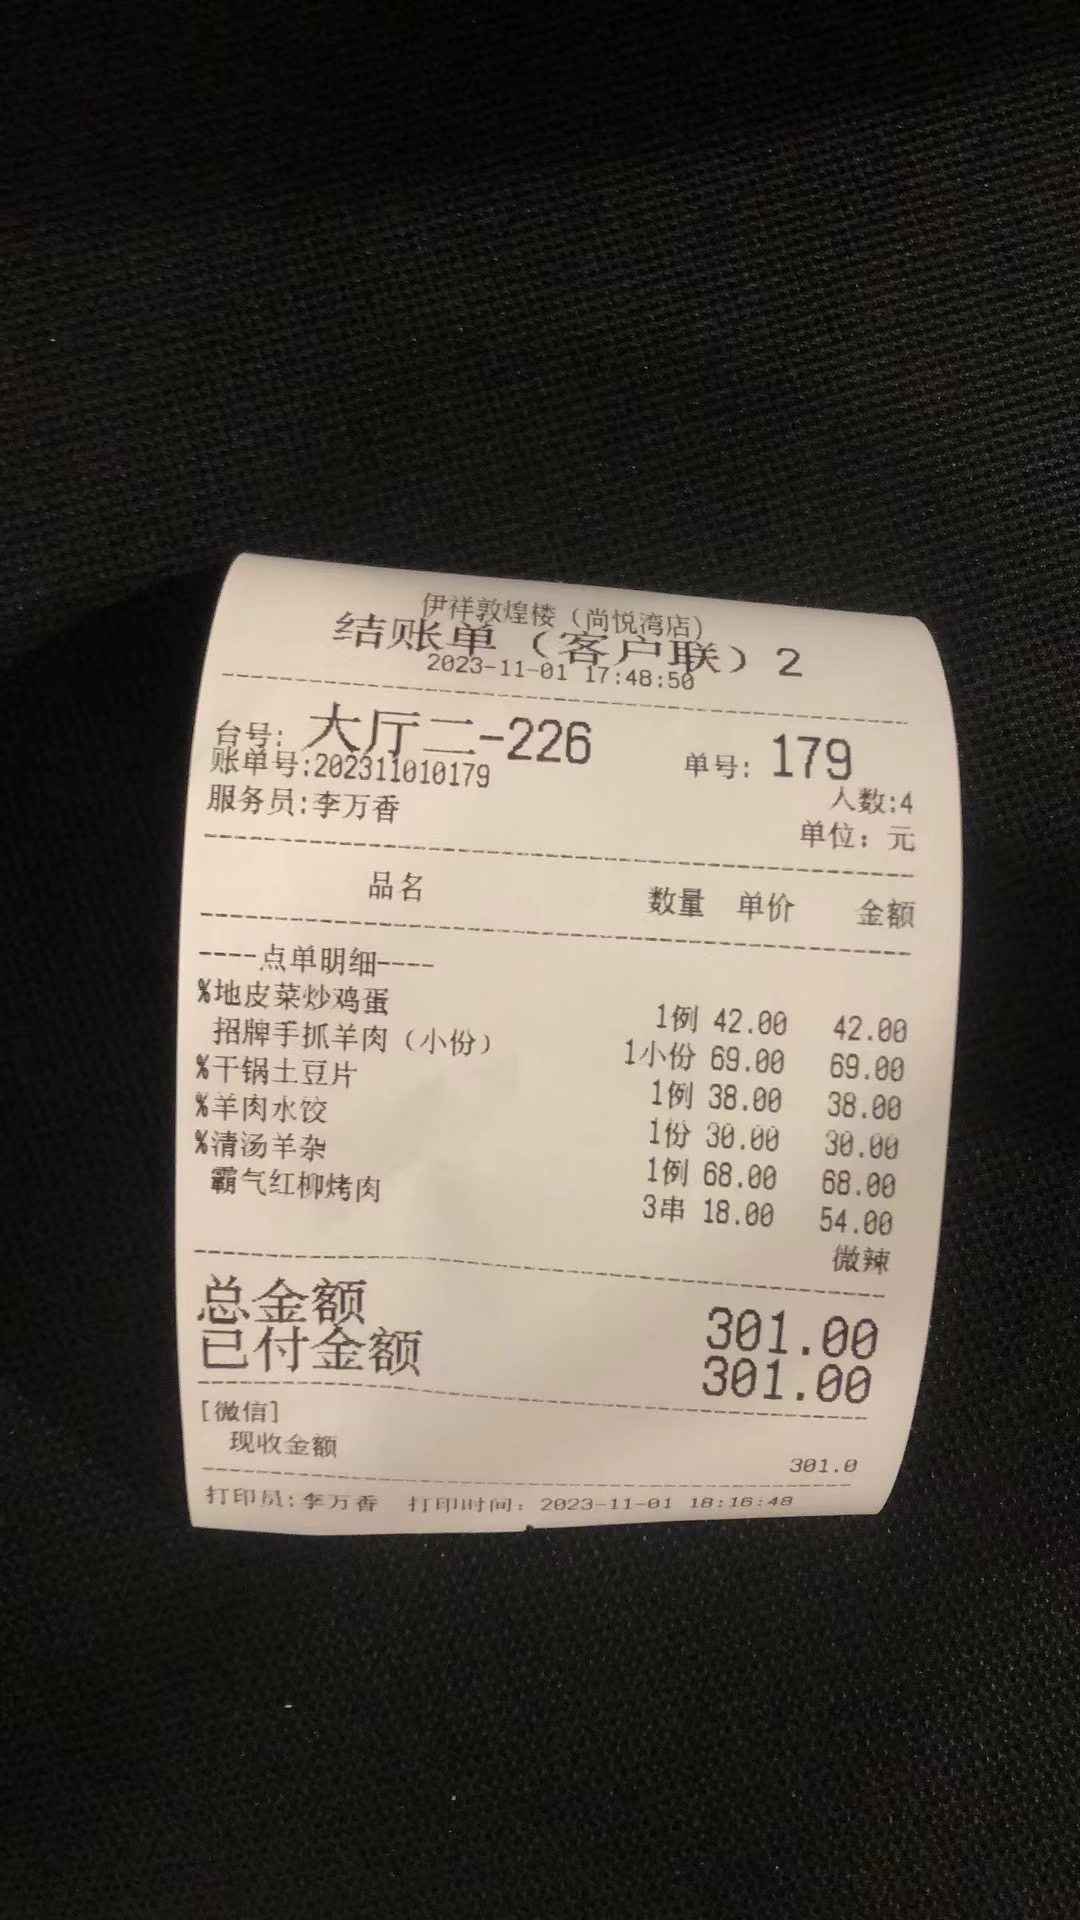 伊祥敦煌楼（尚悦湾店）
结账单（客户联）2
2023-11-01 17:48:50
台号: 大厅二-226 单号: 179
账单号:202311010179 人数:4
服务员:李万香 单位: 元
品名 数量 单价 金额
----点单明细----
%地皮菜炒鸡蛋 1例 42.00 42.00
招牌手抓羊肉（小份） 1小份 69.00 69.00
%干锅土豆片 1例 38.00 38.00
%羊肉水饺 1份 30.00 30.00
%清汤羊杂 1例 68.00 68.00
霸气红柳烤肉 3串 18.00 54.00
微辣
总金额 301.00
已付金额 301.00
[微信]
现收金额 301.0
打印员:李万香 打印时间: 2023-11-01 18:16:48